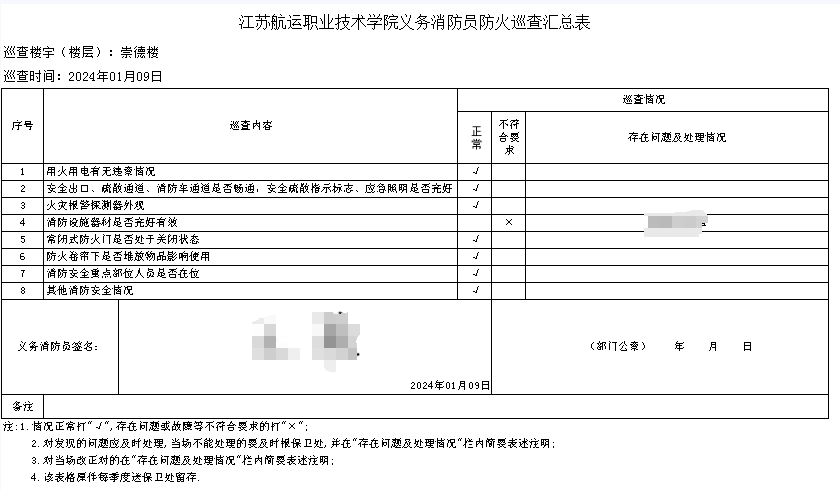 江苏航运职业技术学院义务消防员防火巡查汇总表
巡查楼宇（楼层）：崇德楼
巡查时间：2024年01月09日
序号 巡查内容 巡查情况
正常 不符合要求 存在问题及处理情况
1 用火用电有无违章情况 √
2 安全出口、疏散通道、消防车通道是否畅通，安全疏散指示标志、应急照明是否完好 √
3 火灾报警探测器外观 √
4 消防设施器材是否完好有效 ×
5 常闭式防火门是否处于关闭状态 √
6 防火卷帘下是否堆放物品影响使用 √
7 消防安全重点部位人员是否在位 √
8 其他消防安全情况 √
义务消防员签名：
（部门公章） 年 月 日
2024年01月09日
备注
注:1.情况正常打"√",存在问题或故障等不符合要求的打"×";
2.对发现的问题应及时处理,当场不能处理的要及时报保卫处,并在"存在问题及处理情况"栏内简要表述注明;
3.对当场改正对的在"存在问题及处理情况"栏内简要表述注明;
4.该表格原件每季度送保卫处留存.